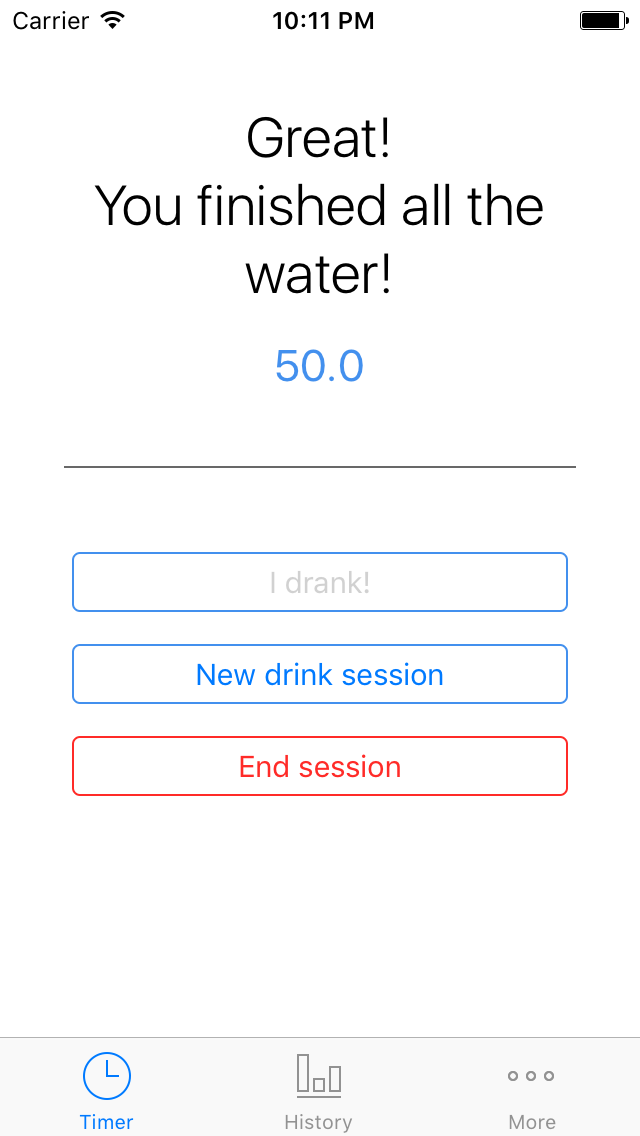 Carrier 10:11 PM
Great!
You finished all the
water!
50.0
I drank!
New drink session
End session
Timer History More